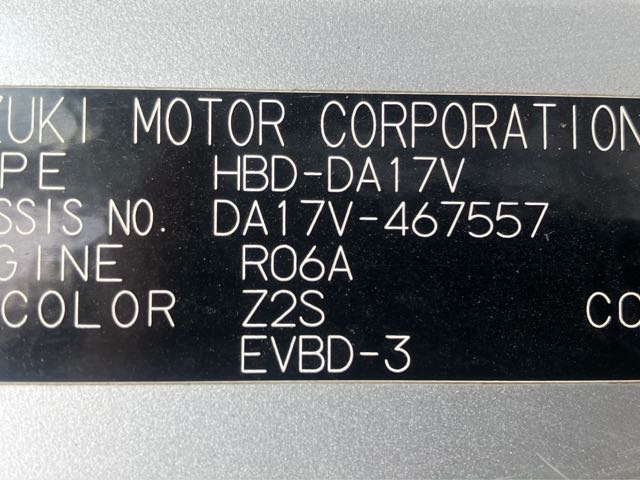 ZUKI MOTOR CORPORATION
PE HBD-DA17V
SSIS NO. DA17V-467557
GINE R06A
COLOR Z2S CO
EVBD-3